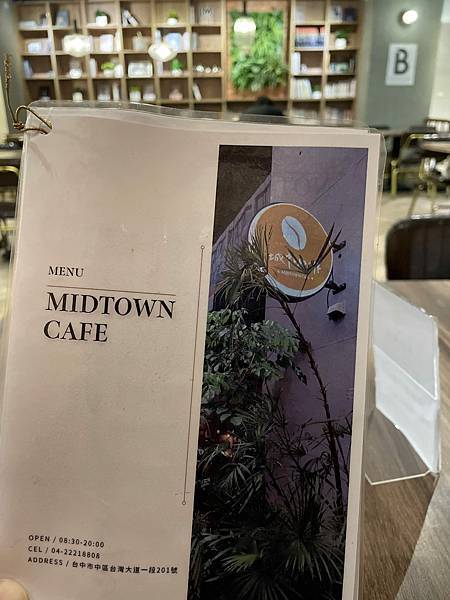 B
MENU
MIDTOWN
CAFE
OPEN / 08:30-20:00
CEL / 04-22218808
ADDRESS / 台中市中區台灣大道一段201號